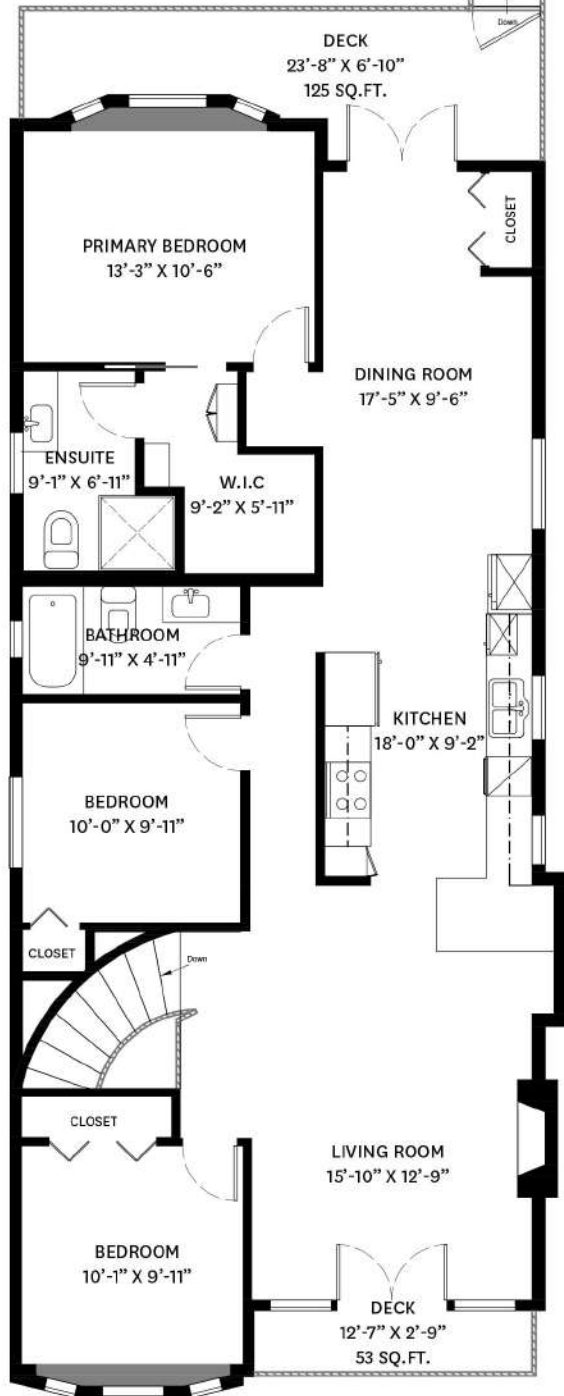 Down
DECK
23’-8” X 6’-10”
125 SQ.FT.
CLOSET
PRIMARY BEDROOM
13’-3” X 10’-6”
DINING ROOM
17’-5” X 9’-6”
ENSUITE
9’-1” X 6’-11”
W.I.C
9’-2” X 5’-11”
BATHROOM
9’-11” X 4’-11”
KITCHEN
18’-0” X 9’-2”
BEDROOM
10’-0” X 9’-11”
CLOSET
Down
CLOSET
LIVING ROOM
15’-10” X 12’-9”
BEDROOM
10’-1” X 9’-11”
DECK
12’-7” X 2’-9”
53 SQ.FT.